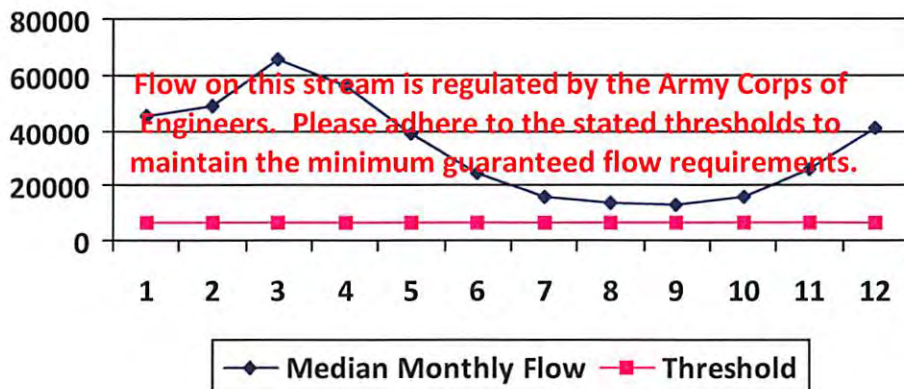 80000
60000
40000
20000
0
Flow on this stream is regulated by the Army Corps of
Engineers. Please adhere to the stated thresholds to
maintain the minimum guaranteed flow requirements.
1 2 3 4 5 6 7 8 9 10 11 12
Median Monthly Flow Threshold